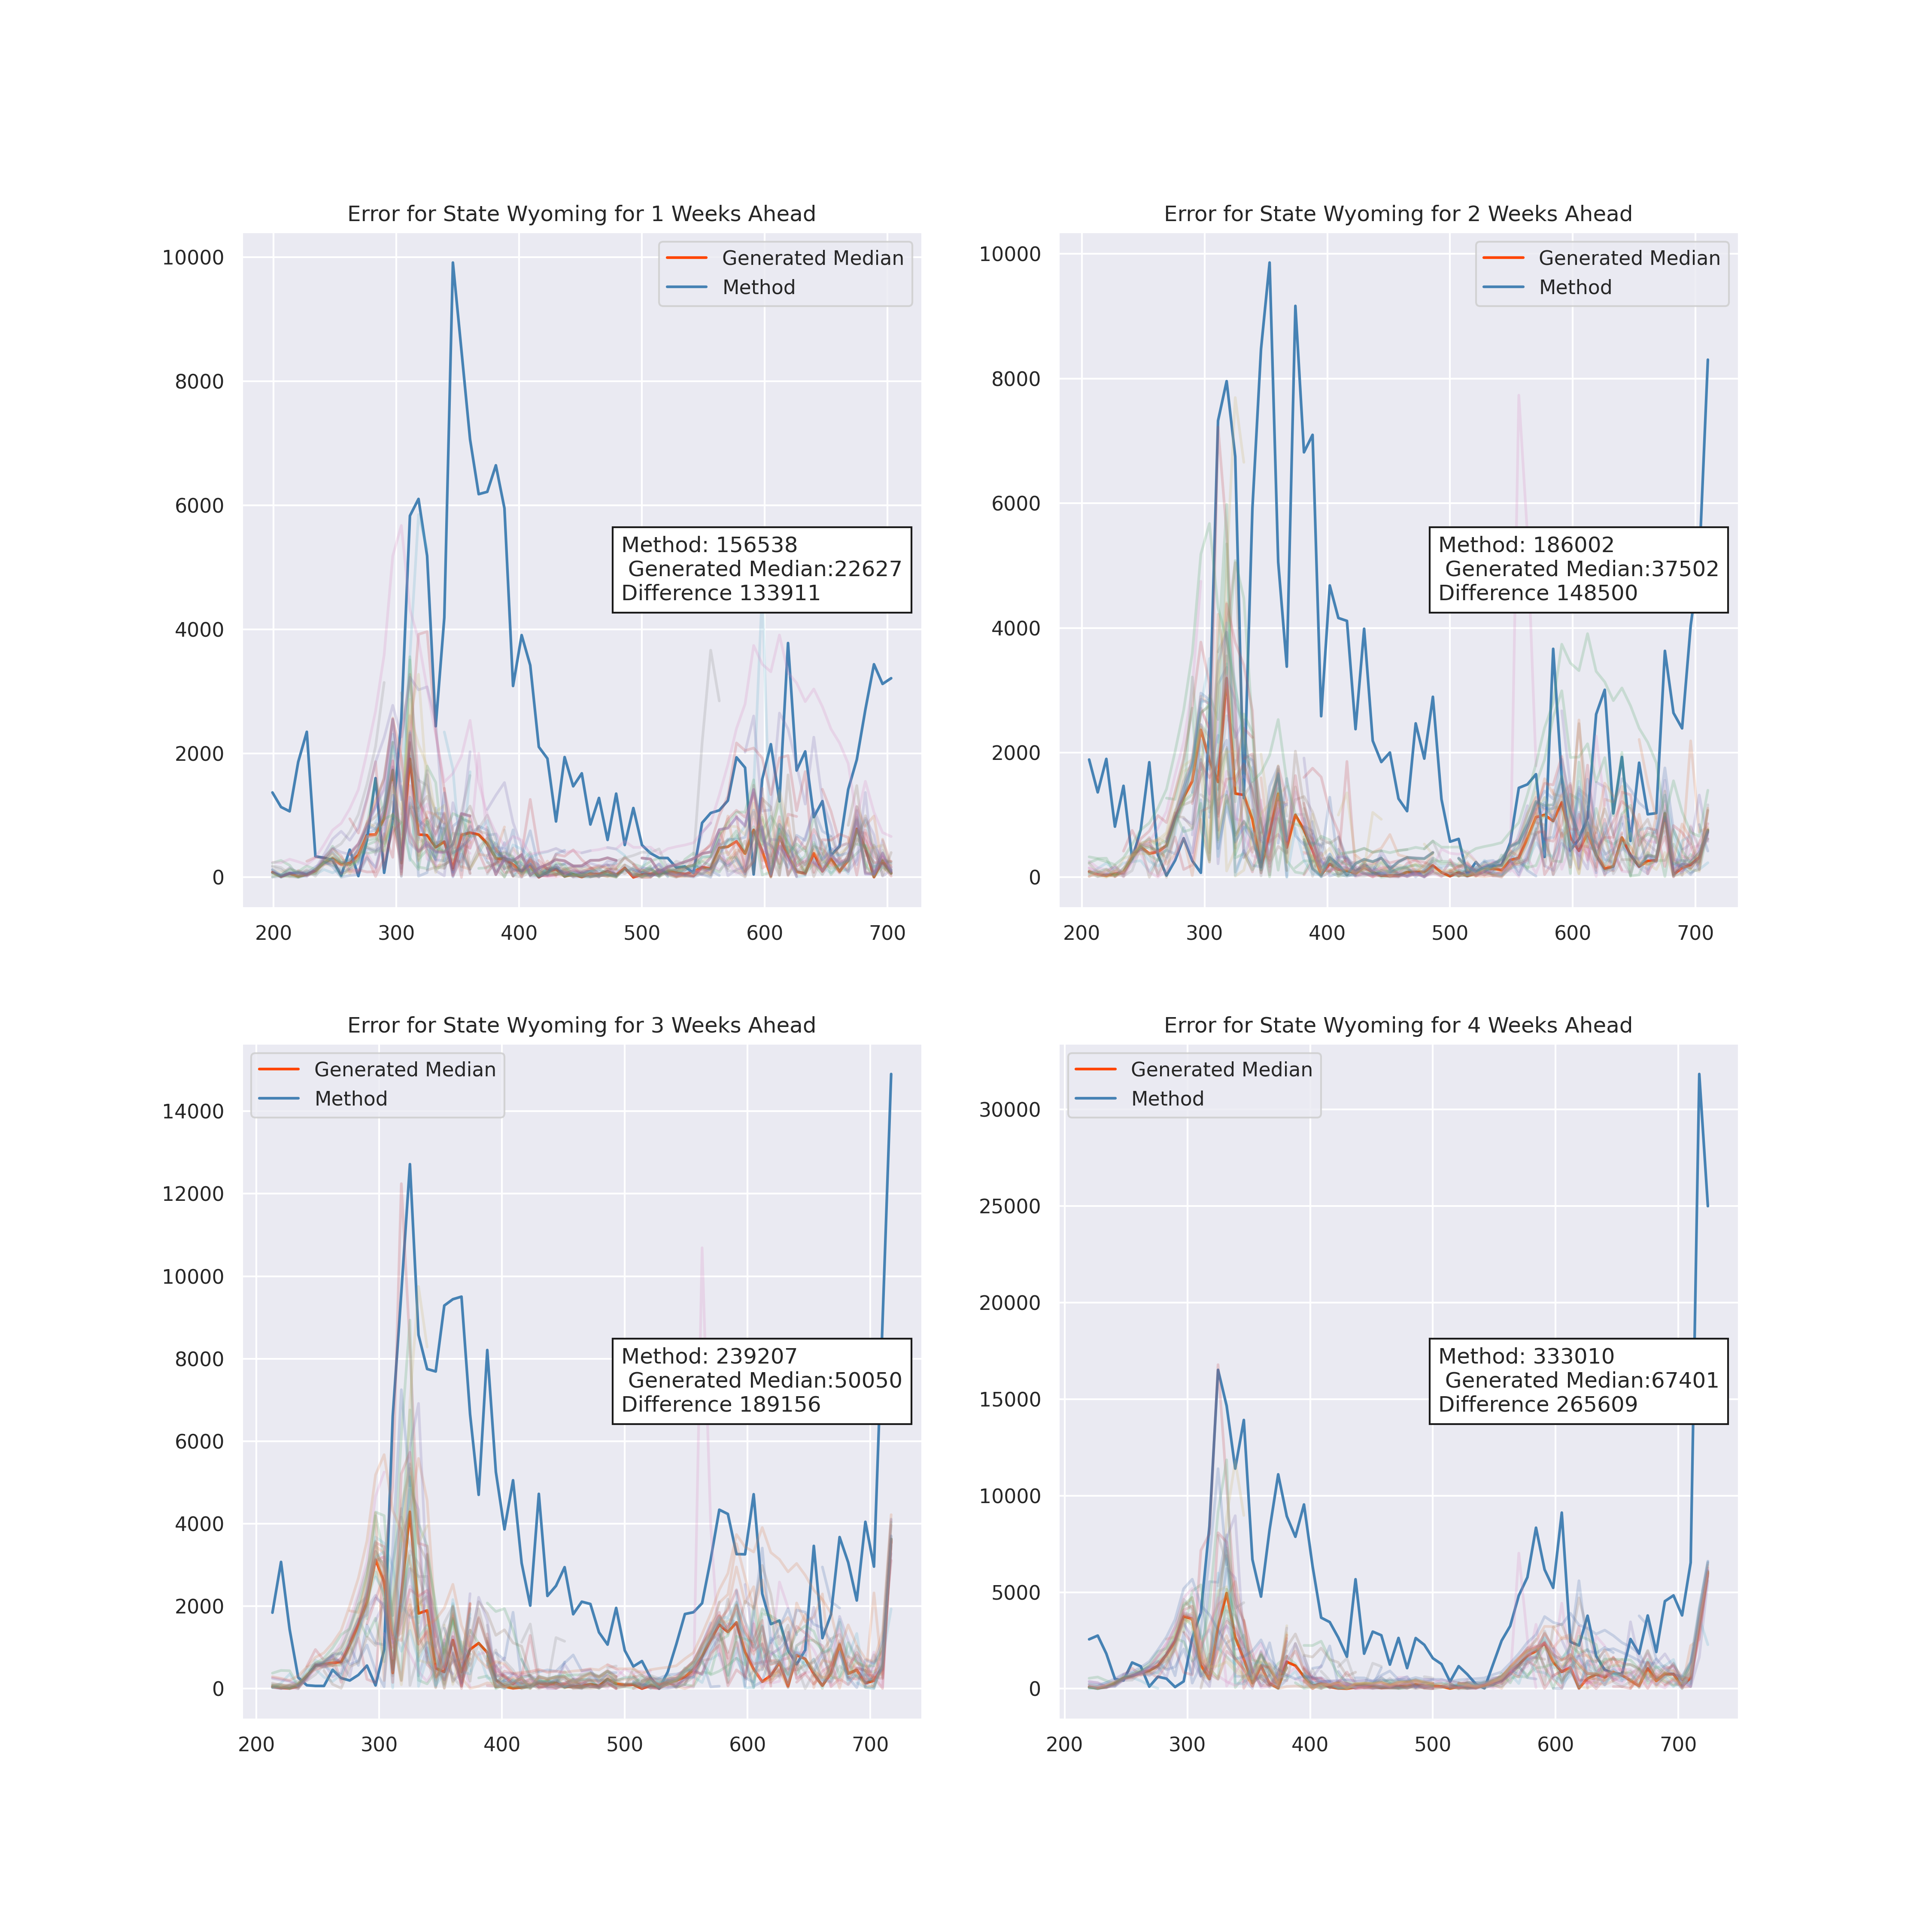 Error for State Wyoming for 1 Weeks Ahead
Generated Median
Method
10000
8000
6000
4000
2000
0
Method: 156538
Generated Median:22627
Difference 133911
200 300 400 500 600 700
Error for State Wyoming for 2 Weeks Ahead
Generated Median
Method
10000
8000
6000
4000
2000
0
Method: 186002
Generated Median:37502
Difference 148500
200 300 400 500 600 700
Error for State Wyoming for 3 Weeks Ahead
Generated Median
Method
14000
12000
10000
8000
6000
4000
2000
0
Method: 239207
Generated Median:50050
Difference 189156
200 300 400 500 600 700
Error for State Wyoming for 4 Weeks Ahead
Generated Median
Method
30000
25000
20000
15000
10000
5000
0
Method: 333010
Generated Median:67401
Difference 265609
200 300 400 500 600 700